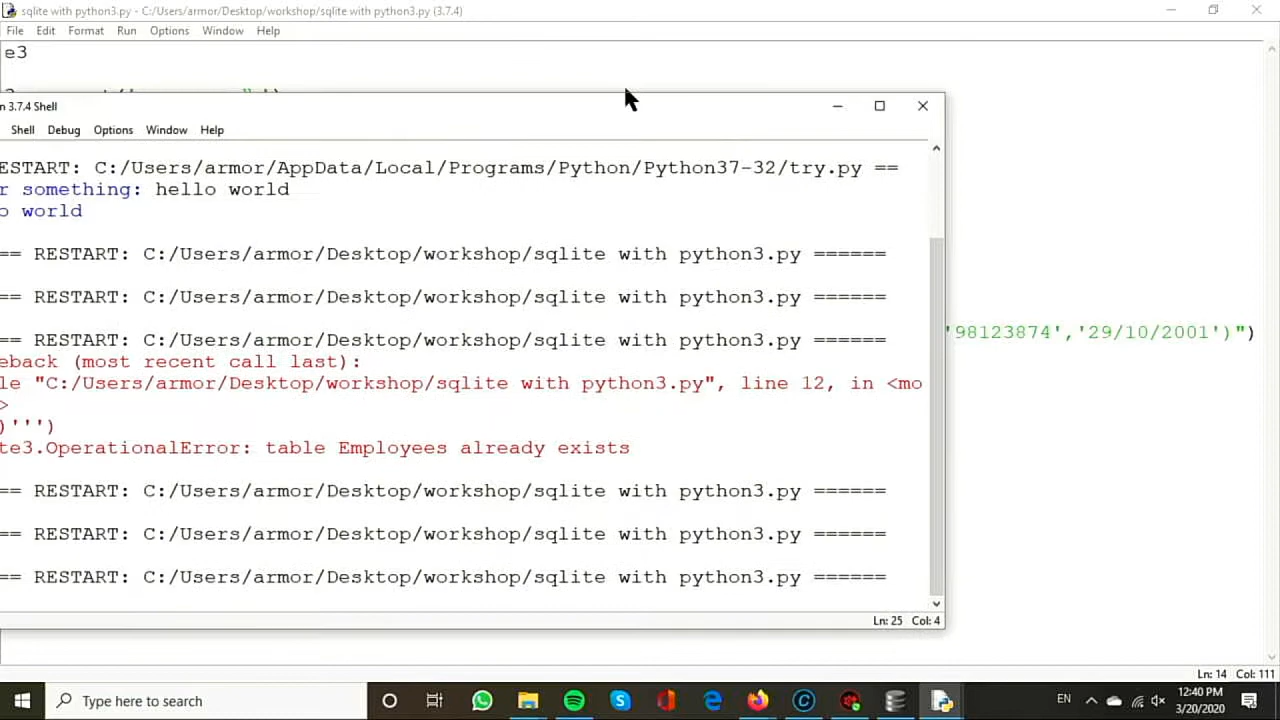 sqlite with python3.py - C:/Users/armor/Desktop/workshop/sqlite with python3.py (3.7.4)
File Edit Format Run Options Window Help
e3
n 3.7.4 Shell
Shell Debug Options Window Help
ESTART: C:/Users/armor/AppData/Local/Programs/Python/Python37-32/try.py ==
r something: hello world
o world
== RESTART: C:/Users/armor/Desktop/workshop/sqlite with python3.py ======
== RESTART: C:/Users/armor/Desktop/workshop/sqlite with python3.py ======
'98123874','29/10/2001')")
== RESTART: C:/Users/armor/Desktop/workshop/sqlite with python3.py ======
eback (most recent call last):
le "C:/Users/armor/Desktop/workshop/sqlite with python3.py", line 12, in <mo
>
)''')
te3.OperationalError: table Employees already exists
== RESTART: C:/Users/armor/Desktop/workshop/sqlite with python3.py ======
== RESTART: C:/Users/armor/Desktop/workshop/sqlite with python3.py ======
== RESTART: C:/Users/armor/Desktop/workshop/sqlite with python3.py ======
Ln: 25 Col: 4
Ln: 14 Col: 111
Type here to search
EN
12:40 PM
3/20/2020